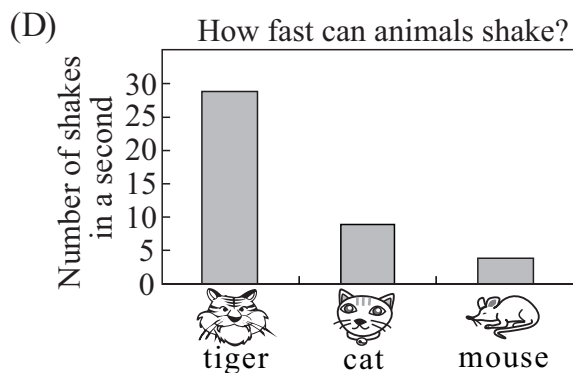 (D)
How fast can animals shake?
Number of shakes
in a second
30
25
20
15
10
5
0
tiger
cat
mouse